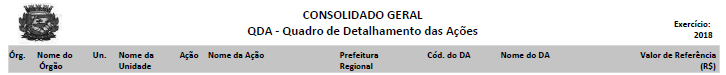 CONSOLIDADO GERAL
QDA - Quadro de Detalhamento das Ações
Exercício:
2018
Órg. Nome do Órgão Un. Nome da Unidade Ação Nome da Ação Prefeitura Regional Cód. do DA Nome do DA Valor de Referência (R$)